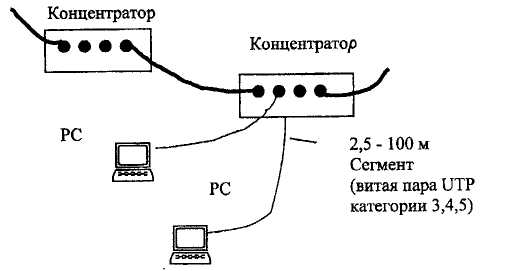 Концентратор
Концентратор
PC
PC
2,5 - 100 м
Сегмент
(витая пара UTP
категории 3,4,5)